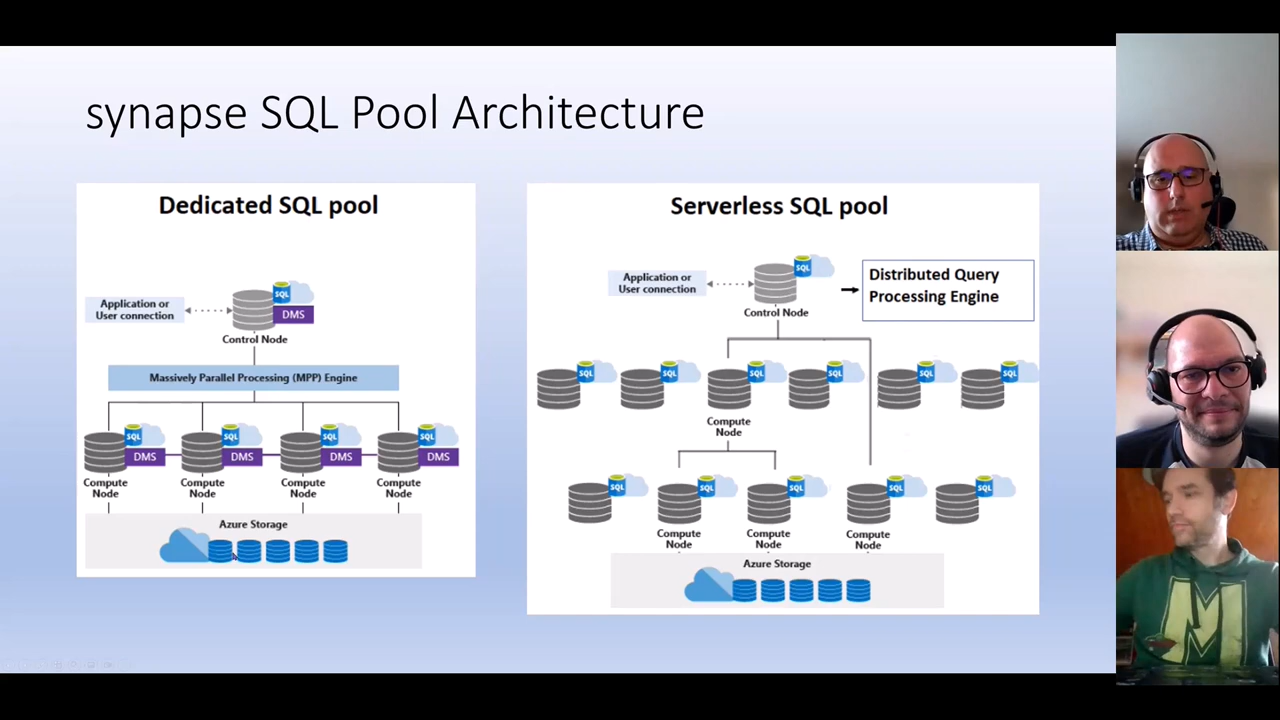 synapse SQL Pool Architecture
Dedicated SQL pool
SQL
Application or
User connection
DMS
Control Node
Massively Parallel Processing (MPP) Engine
SQL
SQL
SQL
SQL
DMS
DMS
DMS
DMS
Compute
Node
Compute
Node
Compute
Node
Compute
Node
Azure Storage
Serverless SQL pool
SQL
Application or
User connection
Distributed Query
Processing Engine
Control Node
SQL
SQL
SQL
SQL
SQL
SQL
Compute
Node
SQL
SQL
SQL
SQL
SQL
Compute
Node
Compute
Node
Compute
Node
Azure Storage
M